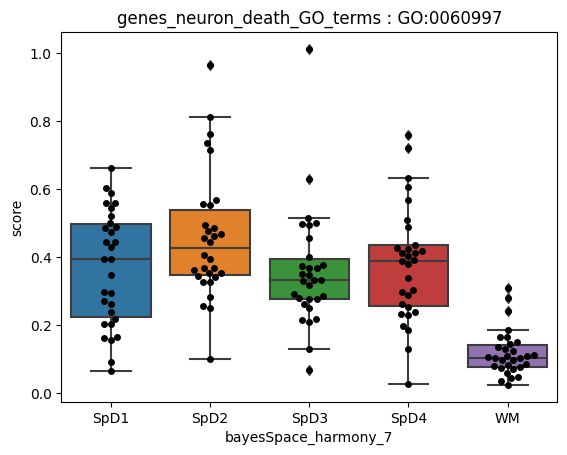 genes_neuron_death_GO_terms : GO:0060997
1.0
0.8
0.6
0.4
0.2
0.0
score
SpD1 SpD2 SpD3 SpD4 WM
bayesSpace_harmony_7